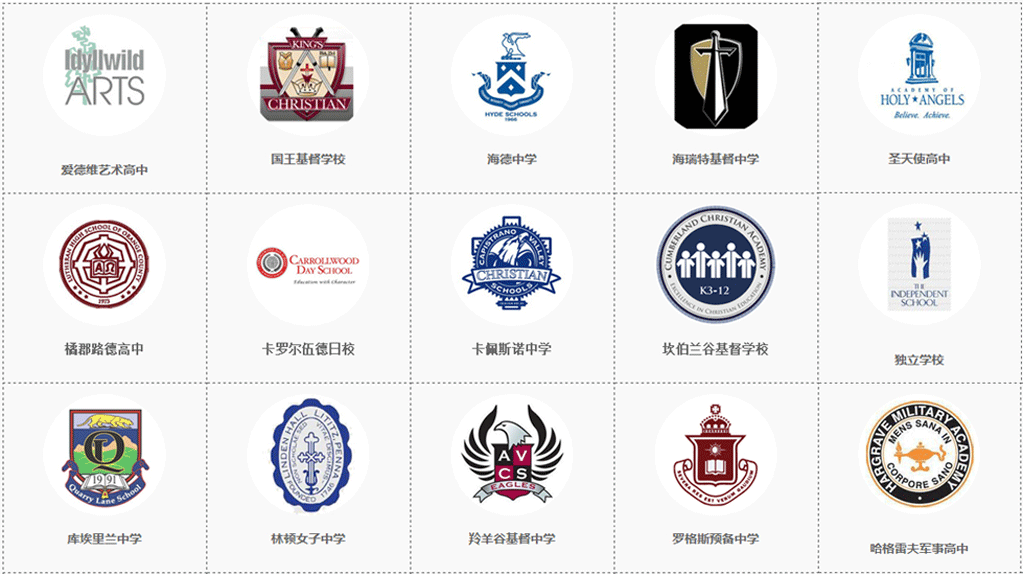 Idyllwild
ARTS
爱德维艺术高中
KING'S
CHRISTIAN
国王基督学校
HYDE SCHOOLS
1966
海德中学
海瑞特基督中学
ACADEMY OF
HOLY★ANGELS
Believe. Achieve.
圣天使高中
LUTHERAN HIGH SCHOOL OF ORANGE COUNTY
1973
橘郡路德高中
CARROLLWOOD
DAY SCHOOL
Education with Character
卡罗尔伍德日校
CAPISTRANO VALLEY
CHRISTIAN
SCHOOLS
卡佩斯诺中学
CUMBERLAND CHRISTIAN ACADEMY
K3-12
EXCELLENCE IN CHRISTIAN EDUCATION
坎伯兰谷基督学校
THE
INDEPENDENT
SCHOOL
独立学校
Q
1991
Quarry Lane School
库埃里兰中学
LINDEN HALL LITITZ, PENNA
FOUNDED 1746
林顿女子中学
AV
CS
EAGLES
羚羊谷基督中学
罗格斯预备中学
HARGRAVE MILITARY ACADEMY
MENS SANA IN
CORPORE SANO
哈格雷夫军事高中